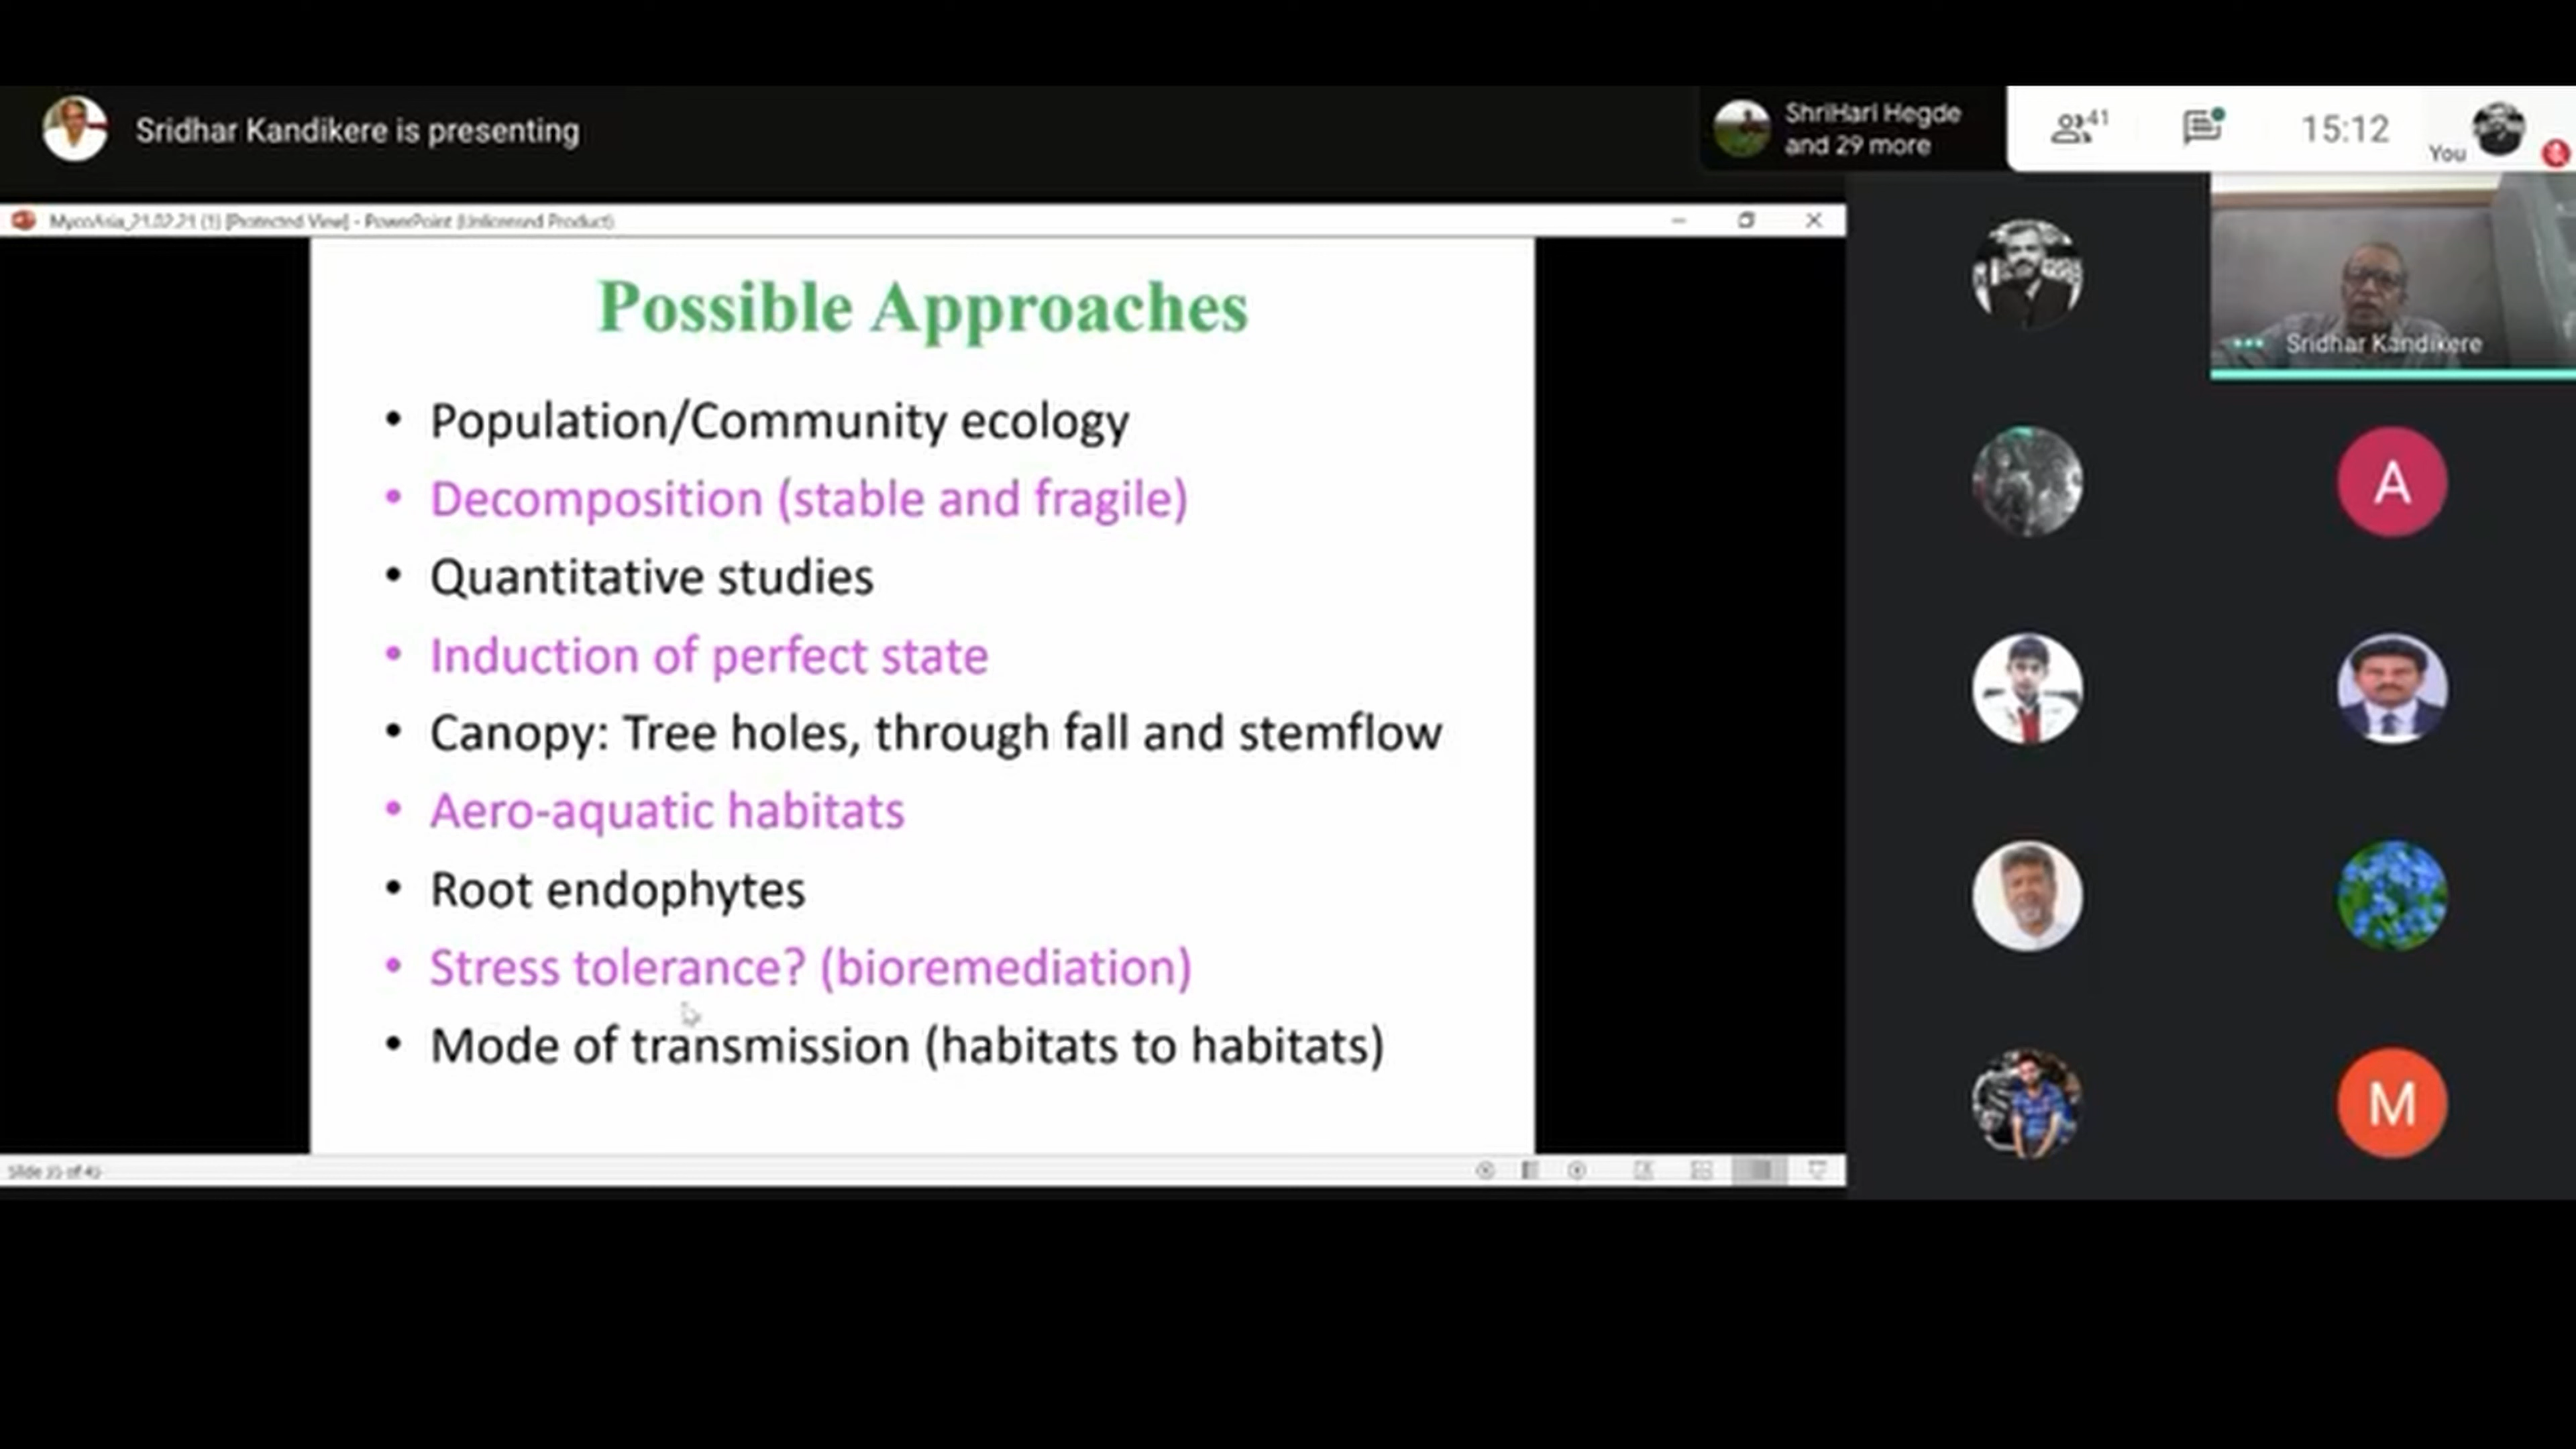 Sridhar Kandikere is presenting
ShriHari Hegde
and 29 more
41
15:12
You
MycoAsia_21.02.21 (1) [Protected View] - PowerPoint (Unlicensed Product)
Possible Approaches
• Population/Community ecology
• Decomposition (stable and fragile)
• Quantitative studies
• Induction of perfect state
• Canopy: Tree holes, through fall and stemflow
• Aero-aquatic habitats
• Root endophytes
• Stress tolerance? (bioremediation)
• Mode of transmission (habitats to habitats)
Sridhar Kandikere
A
M
Slide of